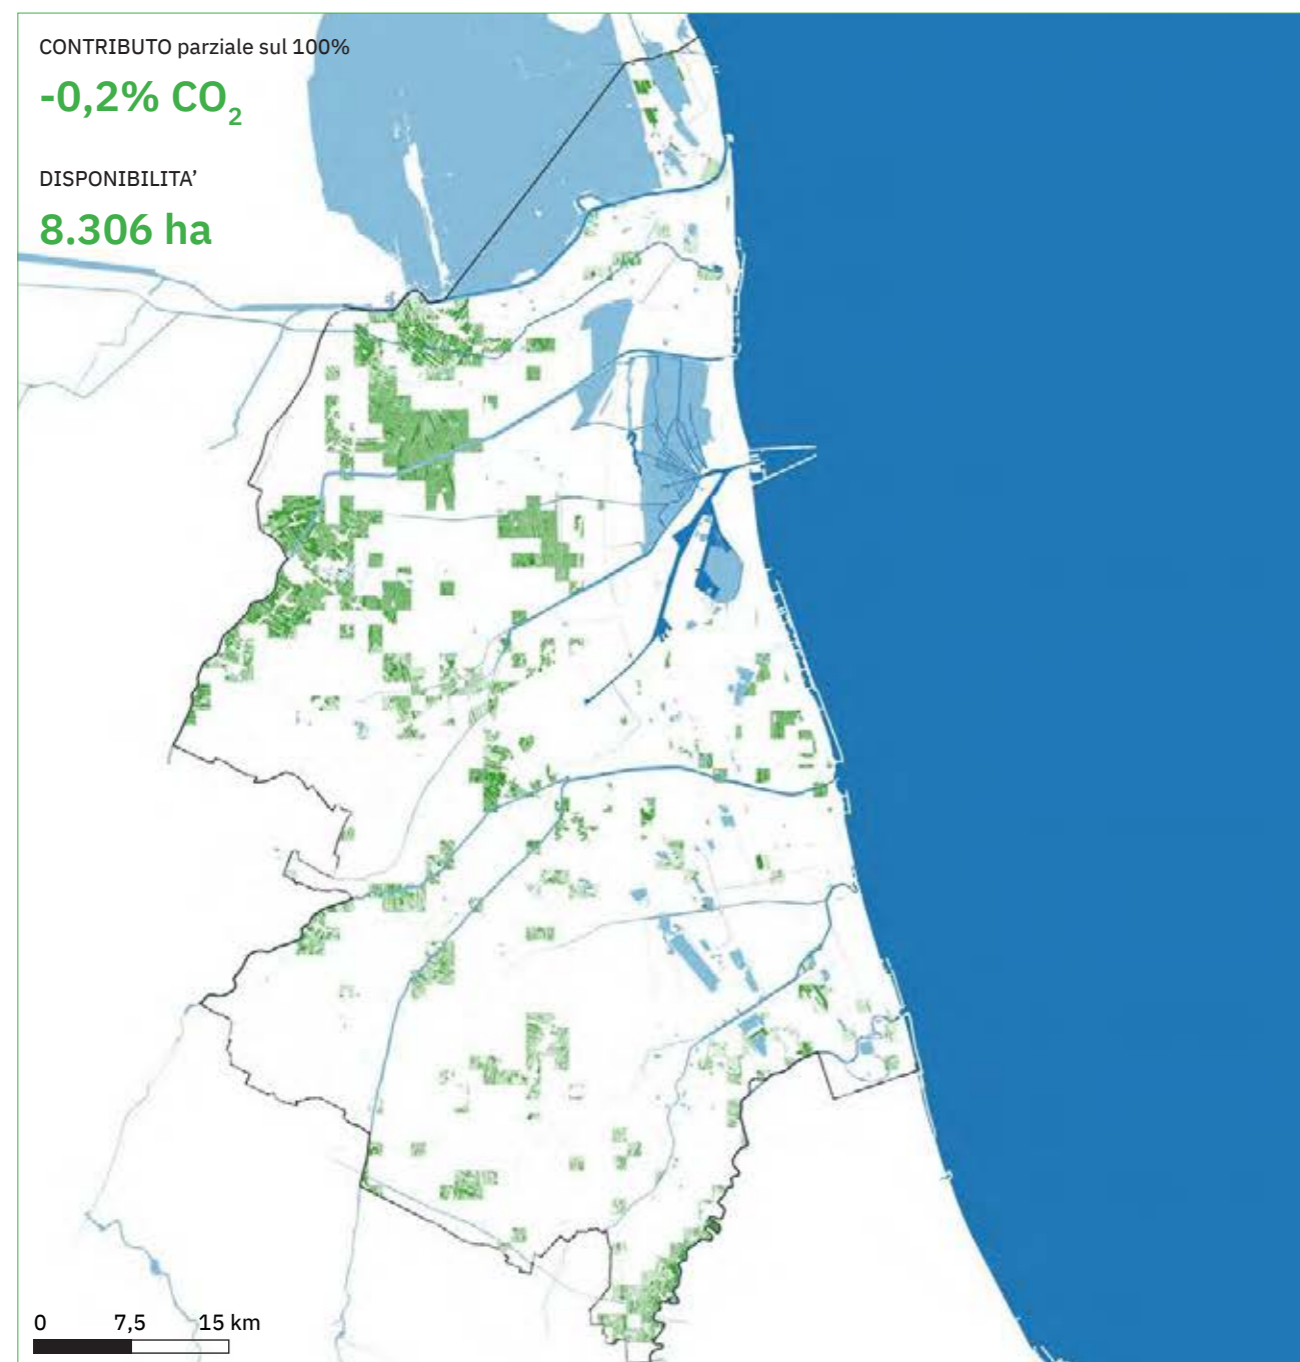 CONTRIBUTO parziale sul 100%
-0,2% CO₂
DISPONIBILITA’
8.306 ha
0 7,5 15 km